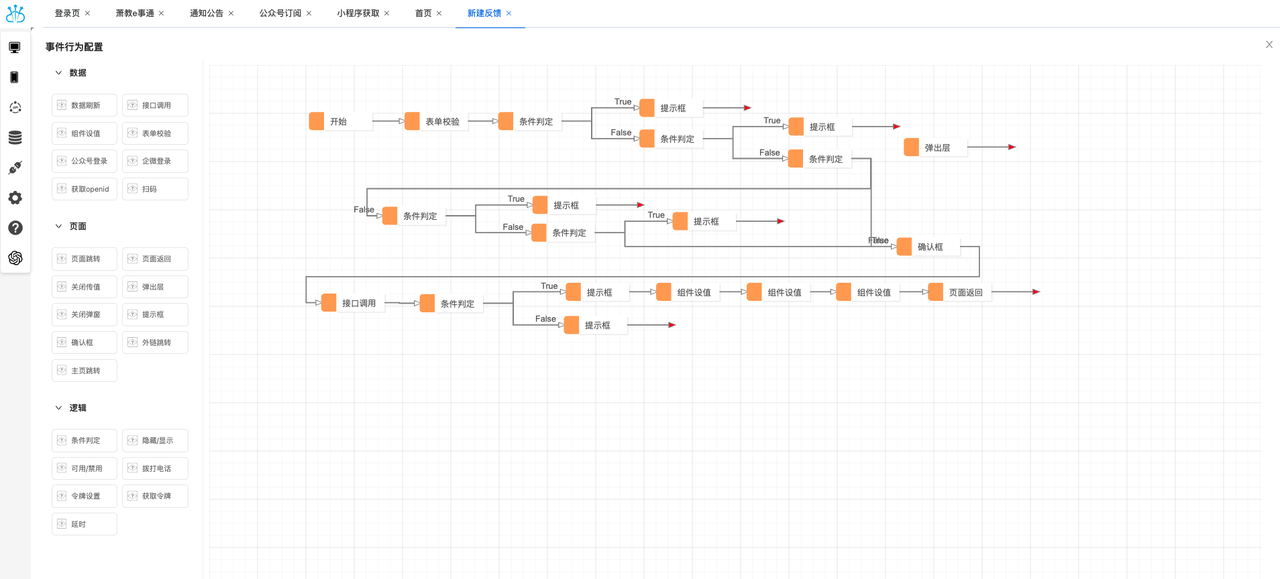 登录页 萧教e事通 通知公告 公众号订阅 小程序获取 首页 新建反馈
事件行为配置
数据
数据刷新 接口调用
组件设值 表单校验
公众号登录 企微登录
获取openid 扫码
页面
页面跳转 页面返回
关闭传值 弹出层
关闭弹窗 提示框
确认框 外链跳转
主页跳转
逻辑
条件判定 隐藏/显示
可用/禁用 拨打电话
令牌设置 获取令牌
延时
开始 表单校验 条件判定
True 提示框
False 条件判定
True 提示框
False 条件判定
弹出层
False 条件判定
True 提示框
False 条件判定
True 提示框
确认框
接口调用 条件判定
True 提示框 组件设值 组件设值 组件设值 页面返回
False 提示框